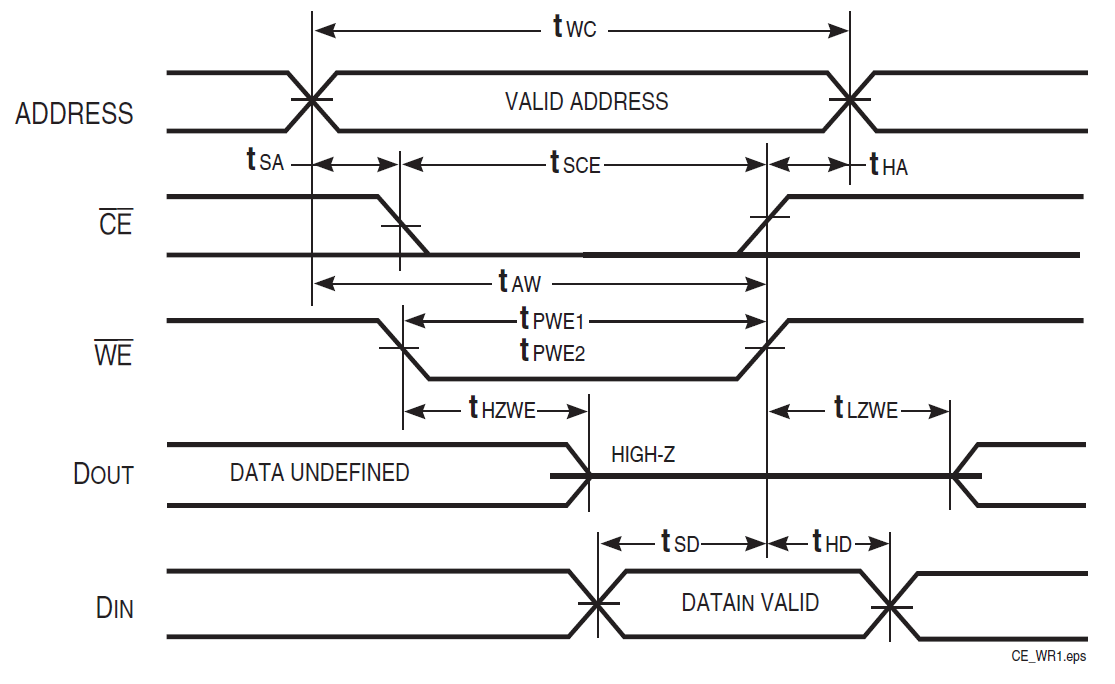 tWC
ADDRESS
VALID ADDRESS
tSA
tSCE
tHA
CE
tAW
tPWE1
WE
tPWE2
tHZWE
tLZWE
HIGH-Z
DOUT
DATA UNDEFINED
tSD
tHD
DIN
DATAIN VALID
CE_WR1.eps